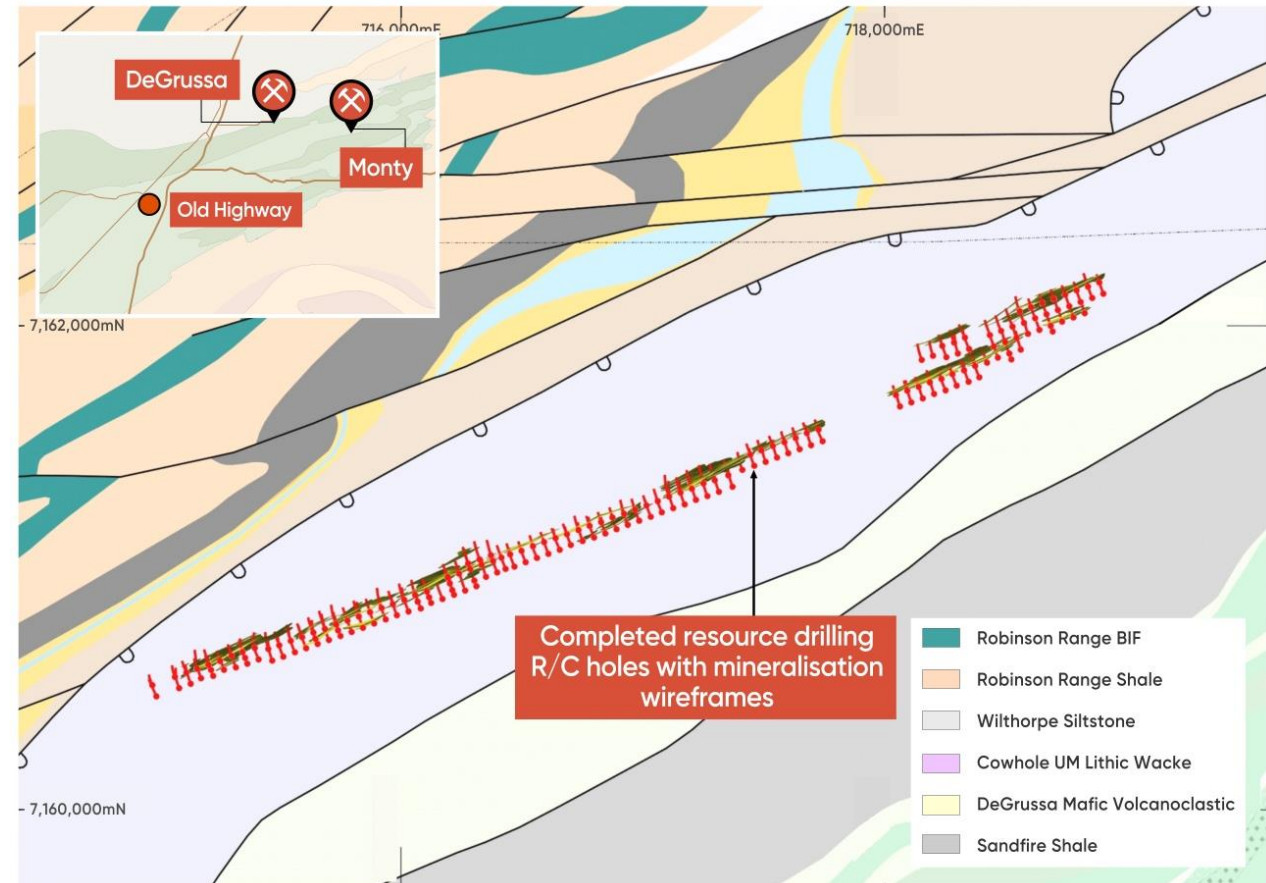 716,000mE
718,000mE
DeGrussa
Monty
Old Highway
7,162,000mN
Completed resource drilling
R/C holes with mineralisation
wireframes
Robinson Range BIF
Robinson Range Shale
Wilthorpe Siltstone
Cowhole UM Lithic Wacke
DeGrussa Mafic Volcanoclastic
Sandfire Shale
7,160,000mN